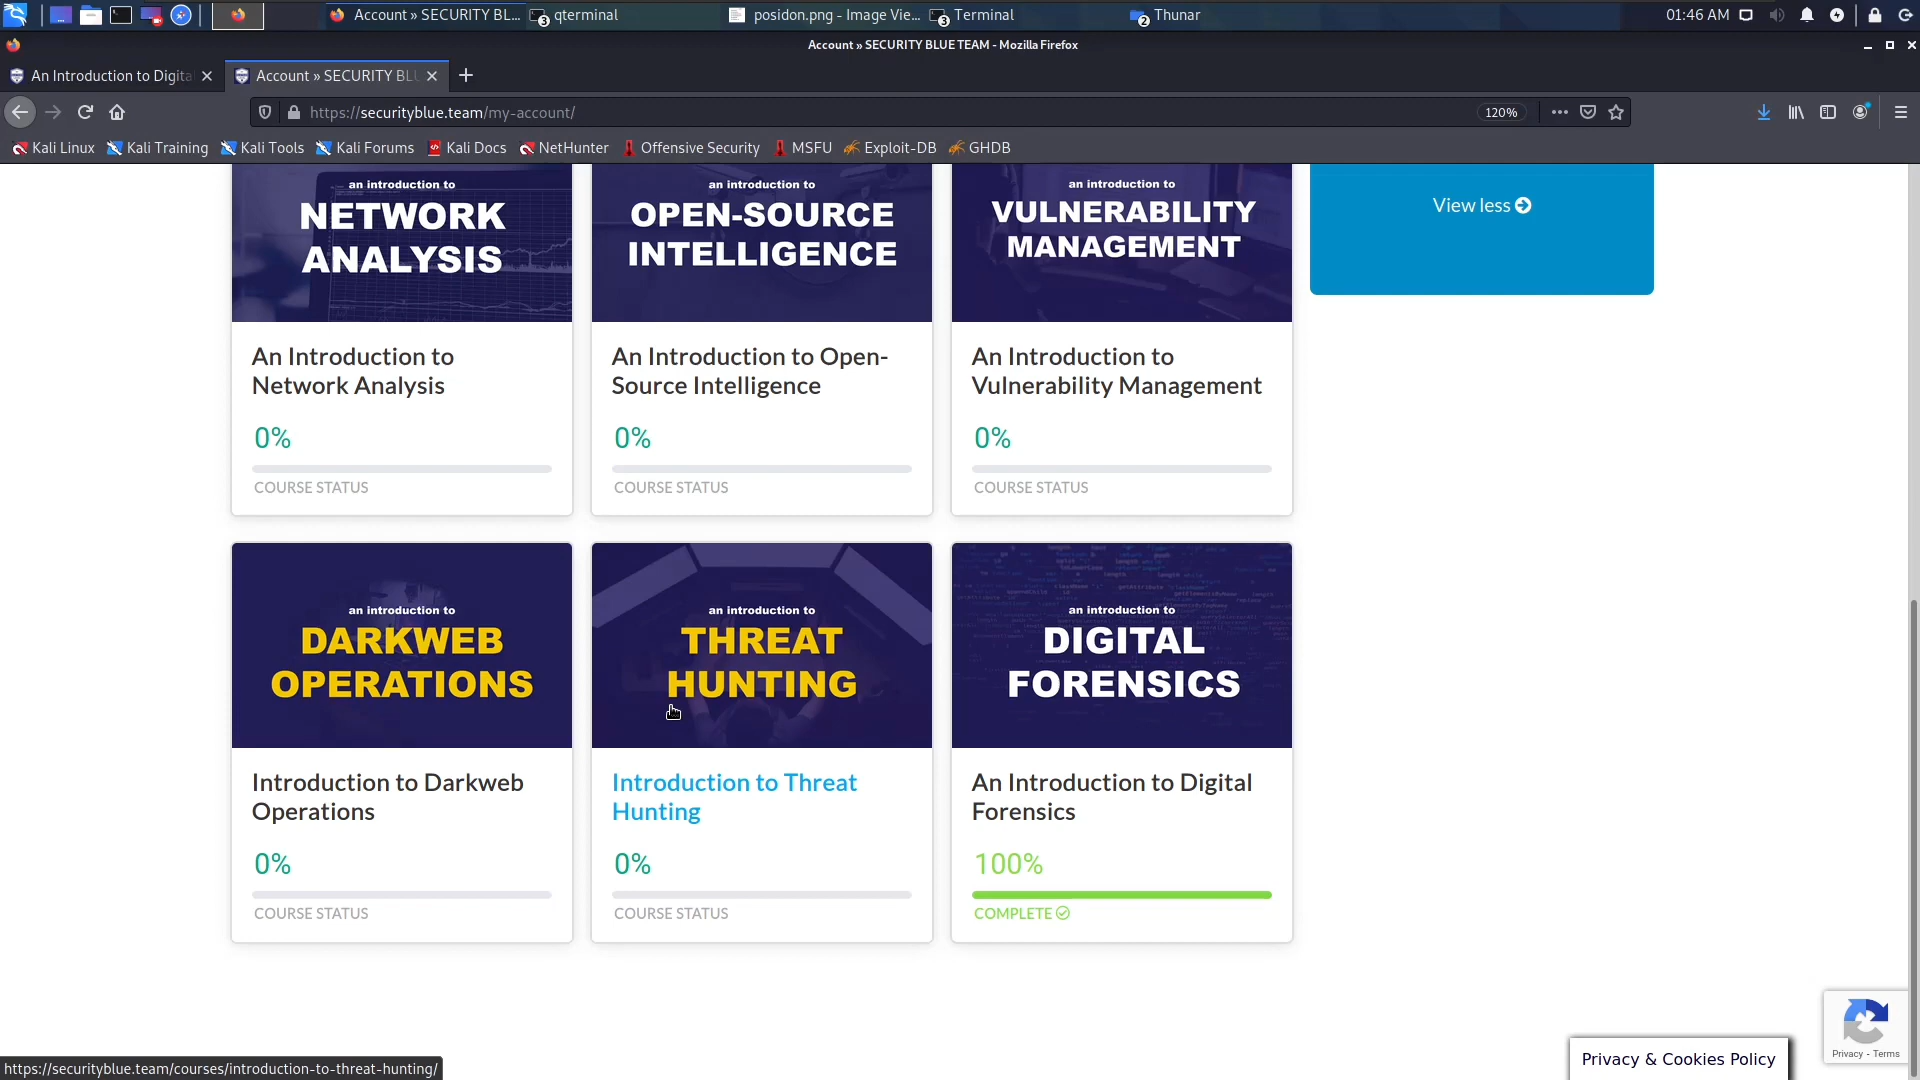 Account » SECURITY BL...
3 qterminal
posidon.png - Image Vie...
3 Terminal
2 Thunar
01:46 AM
Account » SECURITY BLUE TEAM - Mozilla Firefox
An Introduction to Digita
Account » SECURITY BL
https://securityblue.team/my-account/
120%
Kali Linux
Kali Training
Kali Tools
Kali Forums
Kali Docs
NetHunter
Offensive Security
MSFU
Exploit-DB
GHDB
an introduction to
NETWORK
ANALYSIS
an introduction to
OPEN-SOURCE
INTELLIGENCE
an introduction to
VULNERABILITY
MANAGEMENT
View less
An Introduction to
Network Analysis
0%
COURSE STATUS
An Introduction to Open-
Source Intelligence
0%
COURSE STATUS
An Introduction to
Vulnerability Management
0%
COURSE STATUS
an introduction to
DARKWEB
OPERATIONS
Introduction to Darkweb
Operations
0%
COURSE STATUS
an introduction to
THREAT
HUNTING
Introduction to Threat
Hunting
0%
COURSE STATUS
an introduction to
DIGITAL
FORENSICS
An Introduction to Digital
Forensics
100%
COMPLETE
Privacy - Terms
Privacy & Cookies Policy
https://securityblue.team/courses/introduction-to-threat-hunting/